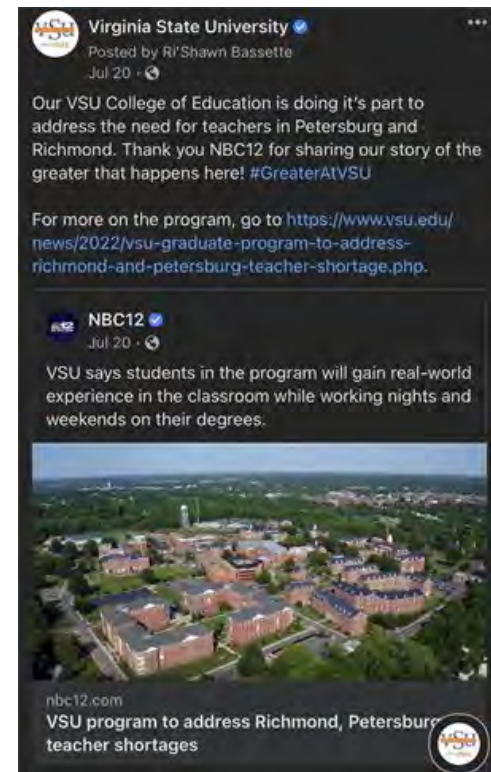 VSU
Virginia State University
Posted by Ri'Shawn Bassette
Jul 20 ·
Our VSU College of Education is doing it's part to
address the need for teachers in Petersburg and
Richmond. Thank you NBC12 for sharing our story of the
greater that happens here! #GreaterAtVSU
For more on the program, go to https://www.vsu.edu/
news/2022/vsu-graduate-program-to-address-
richmond-and-petersburg-teacher-shortage.php.
NBC12
Jul 20 ·
VSU says students in the program will gain real-world
experience in the classroom while working nights and
weekends on their degrees.
nbc12.com
VSU program to address Richmond, Petersburg
teacher shortages
VSU